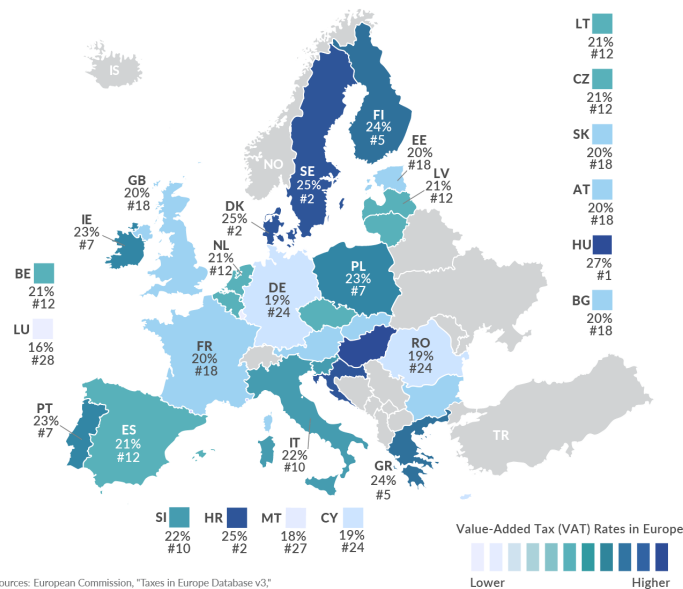 IS
NO
FI
24%
#5
SE
25%
#2
EE
20%
#18
LV
21%
#12
GB
20%
#18
IE
23%
#7
DK
25%
#2
NL
21%
#12
BE
21%
#12
LU
16%
#28
DE
19%
#24
PL
23%
#7
FR
20%
#18
RO
19%
#24
PT
23%
#7
ES
21%
#12
IT
22%
#10
GR
24%
#5
TR
LT
21%
#12
CZ
21%
#12
SK
20%
#18
AT
20%
#18
HU
27%
#1
BG
20%
#18
SI
22%
#10
HR
25%
#2
MT
18%
#27
CY
19%
#24
Value-Added Tax (VAT) Rates in Europe
Lower Higher
ources: European Commission, "Taxes in Europe Database v3,"